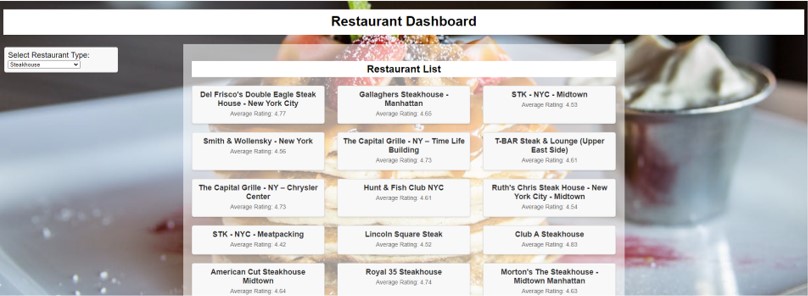 Restaurant Dashboard
Select Restaurant Type:
Steakhouse
Restaurant List
Del Frisco's Double Eagle Steak
House - New York City
Average Rating: 4.77
Gallaghers Steakhouse -
Manhattan
Average Rating: 4.65
STK - NYC - Midtown
Average Rating: 4.53
Smith & Wollensky - New York
Average Rating: 4.56
The Capital Grille - NY – Time Life
Building
Average Rating: 4.73
T-BAR Steak & Lounge (Upper
East Side)
Average Rating: 4.61
The Capital Grille - NY – Chrysler
Center
Average Rating: 4.73
Hunt & Fish Club NYC
Average Rating: 4.61
Ruth's Chris Steak House - New
York City - Midtown
Average Rating: 4.54
STK - NYC - Meatpacking
Average Rating: 4.42
Lincoln Square Steak
Average Rating: 4.52
Club A Steakhouse
Average Rating: 4.83
American Cut Steakhouse
Midtown
Average Rating: 4.64
Royal 35 Steakhouse
Average Rating: 4.74
Morton's The Steakhouse -
Midtown Manhattan
Average Rating: 4.63